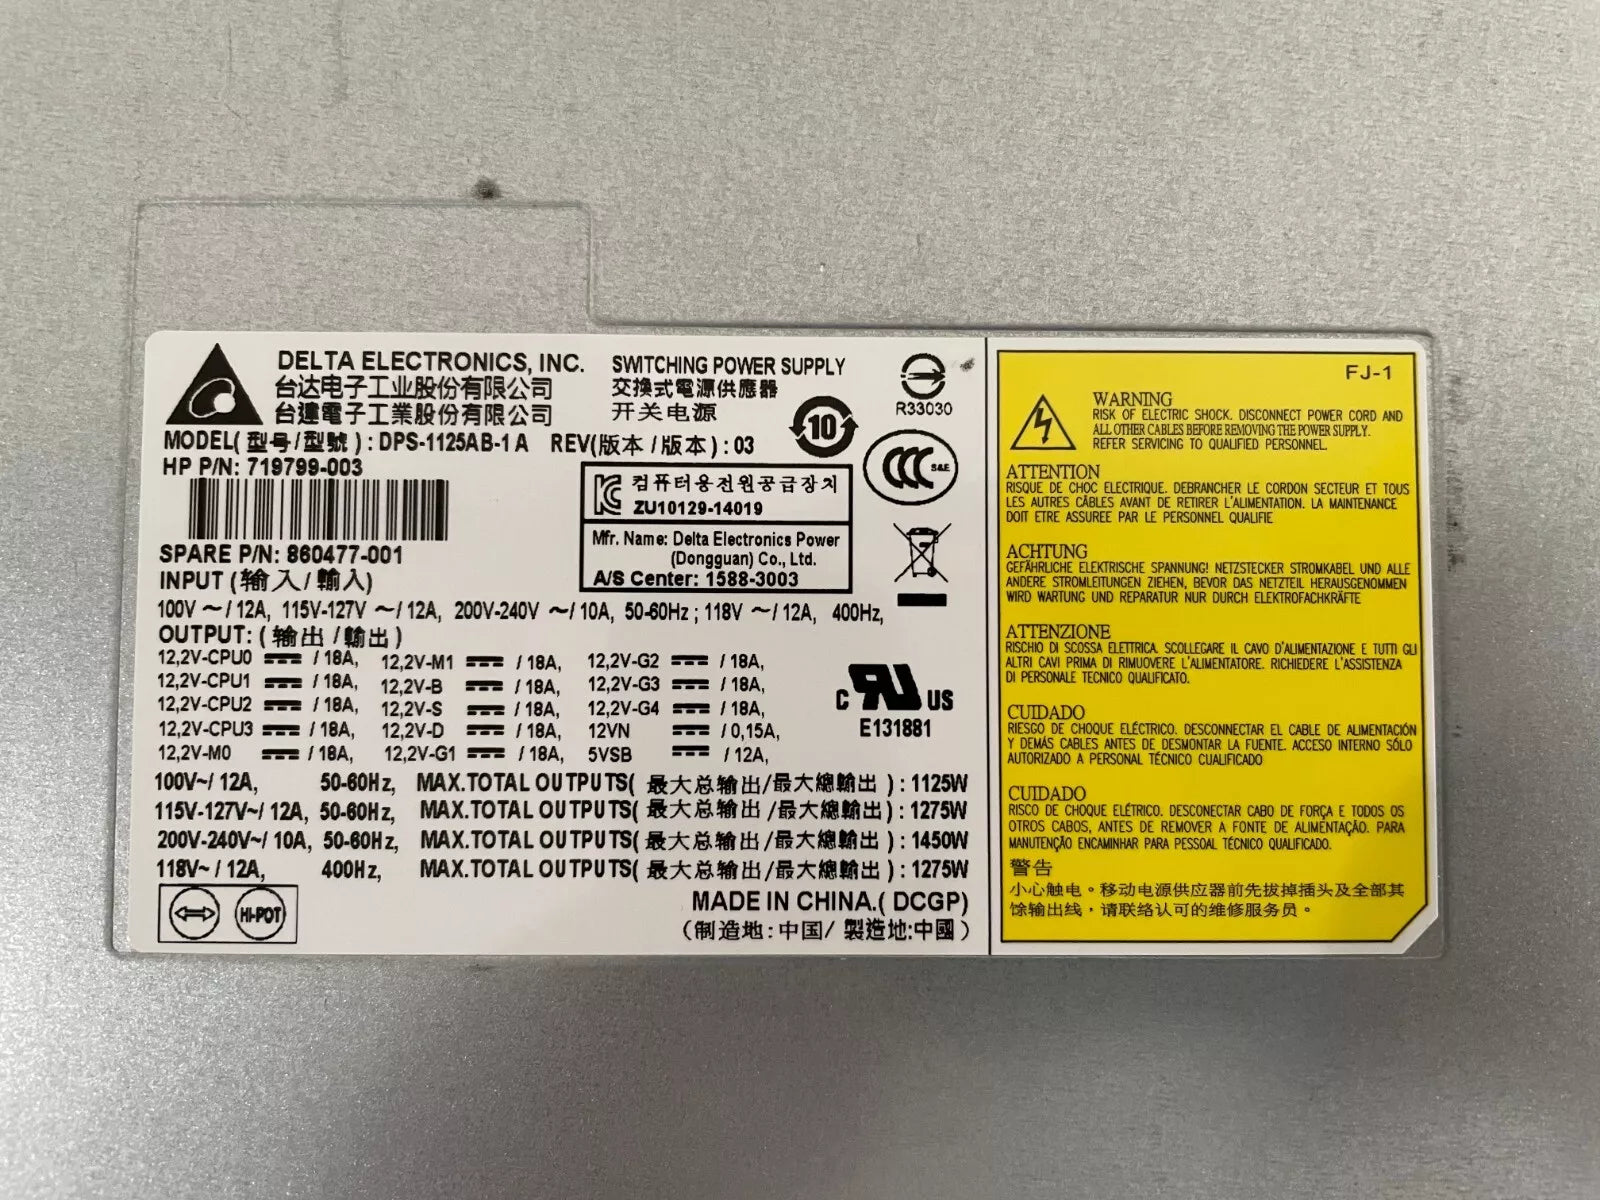 DELTA ELECTRONICS, INC.
台达电子工业股份有限公司
台達電子工業股份有限公司
SWITCHING POWER SUPPLY
交換式電源供應器
开关电源
R33030
10
CCC S&E
MODEL(型号/型號): DPS-1125AB-1 A REV(版本/版本): 03
HP P/N: 719799-003
컴퓨터용전원공급장치
ZU10129-14019
Mfr. Name: Delta Electronics Power
(Dongguan) Co., Ltd.
A/S Center: 1588-3003
SPARE P/N: 860477-001
INPUT (输入/輸入)
100V ～/ 12A, 115V-127V ～/ 12A, 200V-240V ～/ 10A, 50-60Hz ; 118V ～/ 12A, 400Hz,
OUTPUT: (输出/輸出)
12,2V-CPU0 ⎓ / 18A, 12,2V-M1 ⎓ / 18A, 12,2V-G2 ⎓ / 18A,
12,2V-CPU1 ⎓ / 18A, 12,2V-B ⎓ / 18A, 12,2V-G3 ⎓ / 18A,
12,2V-CPU2 ⎓ / 18A, 12,2V-S ⎓ / 18A, 12,2V-G4 ⎓ / 18A,
12,2V-CPU3 ⎓ / 18A, 12,2V-D ⎓ / 18A, 12VN ⎓ / 0,15A,
12,2V-M0 ⎓ / 18A, 12,2V-G1 ⎓ / 18A, 5VSB ⎓ / 12A,
C RU US
E131881
100V~/ 12A, 50-60Hz, MAX.TOTAL OUTPUTS(最大总输出/最大總輸出): 1125W
115V-127V~/ 12A, 50-60Hz, MAX.TOTAL OUTPUTS(最大总输出/最大總輸出): 1275W
200V-240V~/ 10A, 50-60Hz, MAX.TOTAL OUTPUTS(最大总输出/最大總輸出): 1450W
118V~ / 12A, 400Hz, MAX.TOTAL OUTPUTS(最大总输出/最大總輸出): 1275W
HI-POT
MADE IN CHINA.( DCGP)
(制造地:中国/ 製造地:中國)
FJ-1
WARNING
RISK OF ELECTRIC SHOCK. DISCONNECT POWER CORD AND
ALL OTHER CABLES BEFORE REMOVING THE POWER SUPPLY.
REFER SERVICING TO QUALIFIED PERSONNEL.
ATTENTION
RISQUE DE CHOC ELECTRIQUE. DEBRANCHER LE CORDON SECTEUR ET TOUS
LES AUTRES CÂBLES AVANT DE RETIRER L'ALIMENTATION. LA MAINTENANCE
DOIT ETRE ASSUREE PAR LE PERSONNEL QUALIFIE
ACHTUNG
GEFÄHRLICHE ELEKTRISCHE SPANNUNG! NETZSTECKER STROMKABEL UND ALLE
ANDERE STROMLEITUNGEN ZIEHEN, BEVOR DAS NETZTEIL HERAUSGENOMMEN
WIRD WARTUNG UND REPARATUR NUR DURCH ELEKTROFACHKRÄFTE
ATTENZIONE
RISCHIO DI SCOSSA ELETTRICA. SCOLLEGARE IL CAVO D'ALIMENTAZIONE E TUTTI GLI
ALTRI CAVI PRIMA DI RIMUOVERE L'ALIMENTATORE. RICHIEDERE L'ASSISTENZA
DI PERSONALE TECNICO QUALIFICATO.
CUIDADO
RIESGO DE CHOQUE ELÉCTRICO. DESCONNECTAR EL CABLE DE ALIMENTACIÓN
Y DEMÁS CABLES ANTES DE DESMONTAR LA FUENTE. ACCESO INTERNO SÓLO
AUTORIZADO A PERSONAL TÉCNICO CUALIFICADO
CUIDADO
RISCO DE CHOQUE ELÉTRICO. DESCONECTAR CABO DE FORÇA E TODOS OS
OTROS CABOS, ANTES DE REMOVER A FONTE DE ALIMENTAÇÃO. PARA
MANUTENÇÃO ENCAMINHAR PARA PESSOAL TÉCNICO QUALIFICADO.
警告
小心触电。移动电源供应器前先拔掉插头及全部其
馀输出线，请联络认可的维修服务员。